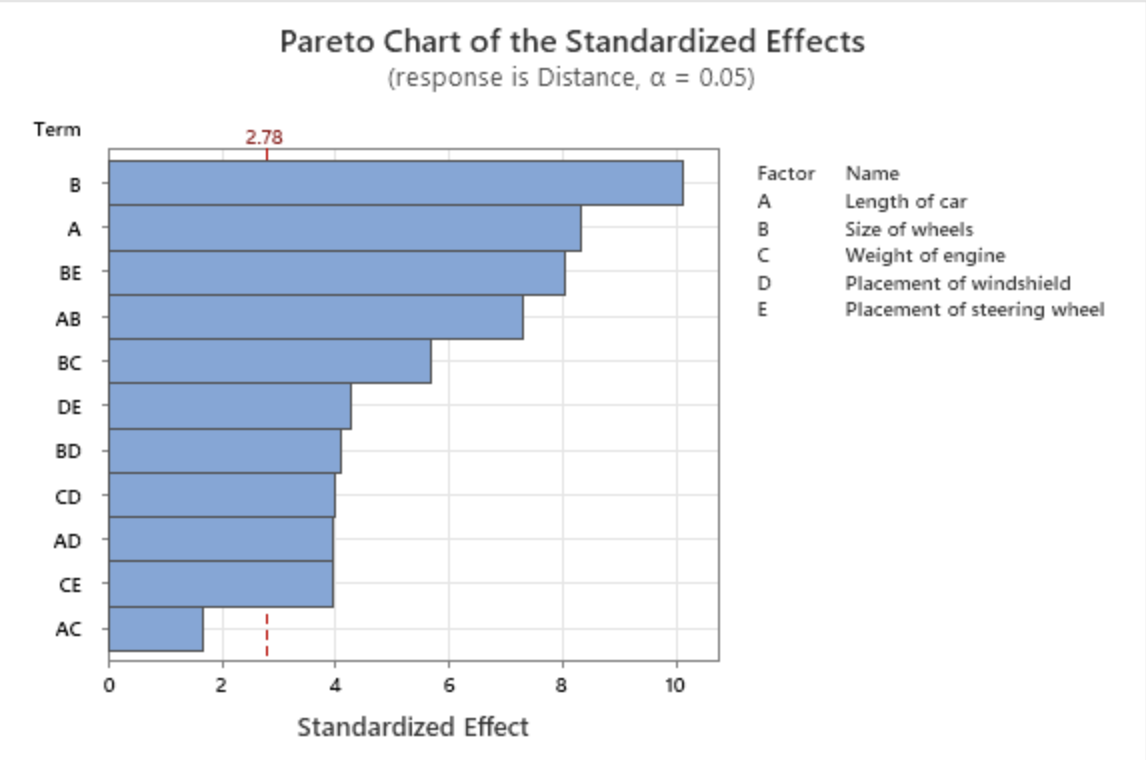 Pareto Chart of the Standardized Effects
(response is Distance, α = 0.05)
Term
2.78
B
A
BE
AB
BC
DE
BD
CD
AD
CE
AC
0 2 4 6 8 10
Standardized Effect
Factor Name
A Length of car
B Size of wheels
C Weight of engine
D Placement of windshield
E Placement of steering wheel